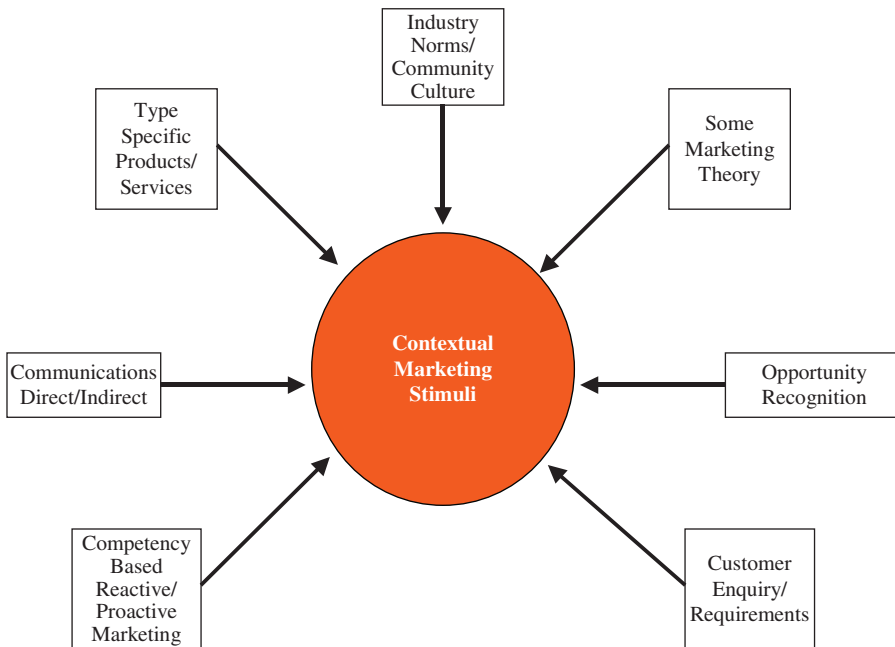 Industry
Norms/
Community
Culture
Type
Specific
Products/
Services
Some
Marketing
Theory
Contextual
Marketing
Stimuli
Communications
Direct/Indirect
Opportunity
Recognition
Competency
Based
Reactive/
Proactive
Marketing
Customer
Enquiry/
Requirements